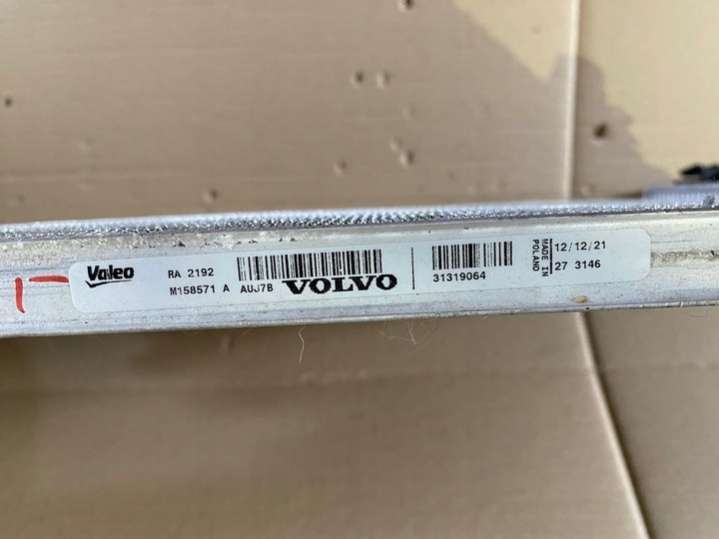 Valeo
RA 2192
M158571 A AUJ7B VOLVO
31319064
MADE IN
POLAND
12/12/21
27 3146